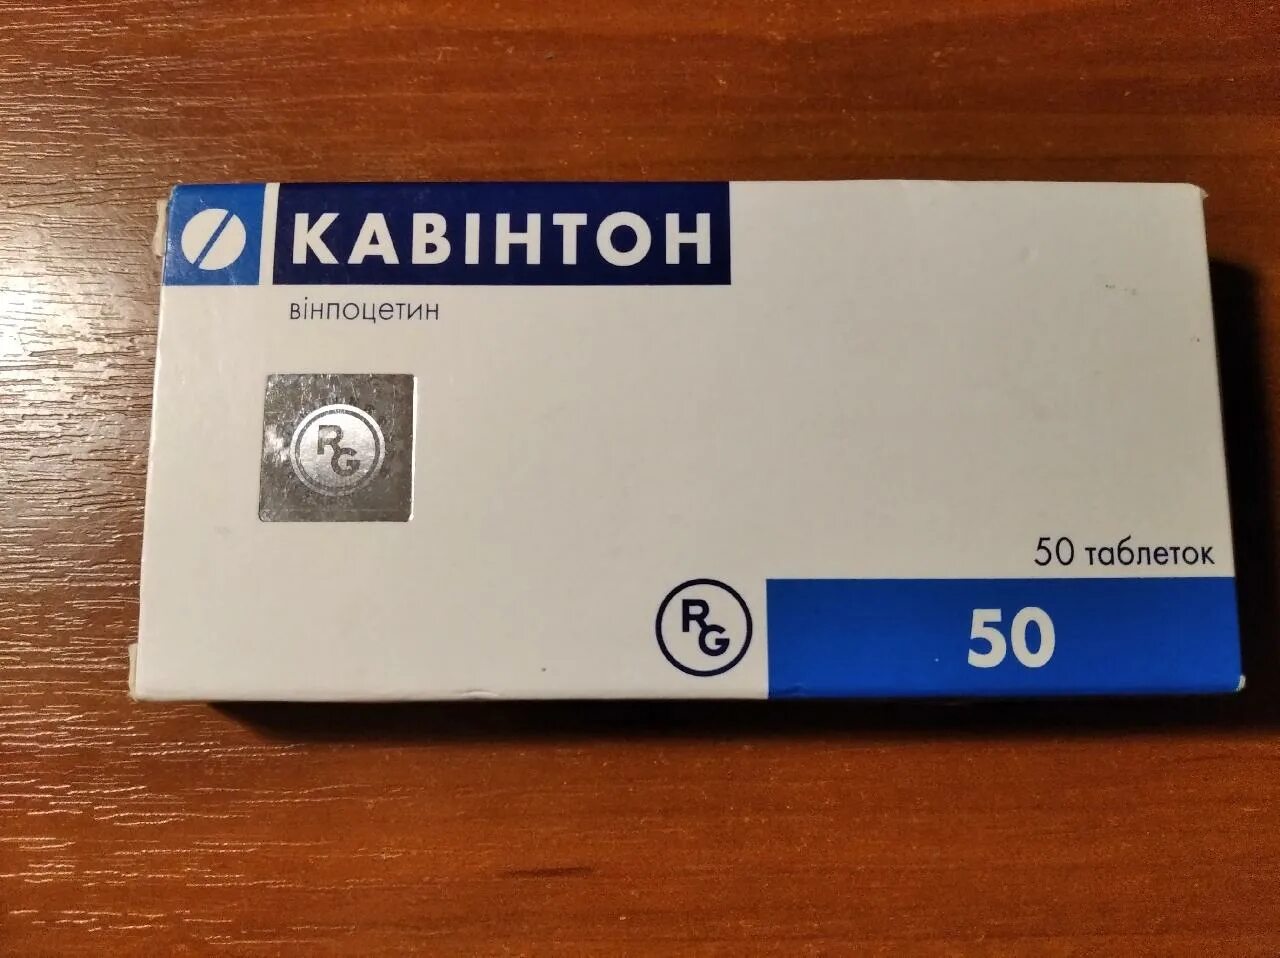 КАВІНТОН
вінпоцетин
RG
50 таблеток
RG
50